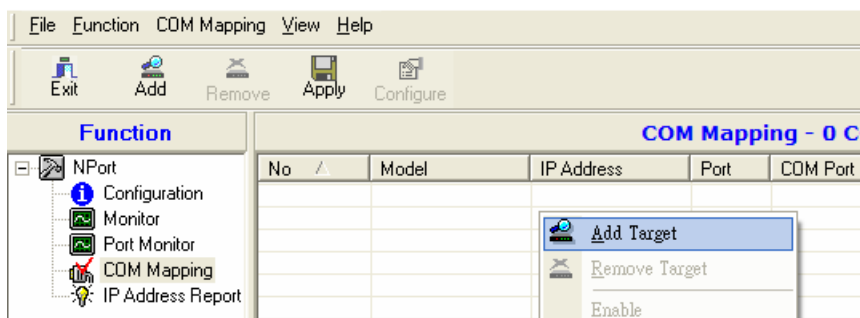 File Function COM Mapping View Help
Exit Add Remove Apply Configure
Function
COM Mapping - 0 C
NPort
Configuration
Monitor
Port Monitor
COM Mapping
IP Address Report
No Model IP Address Port COM Port
Add Target
Remove Target
Enable